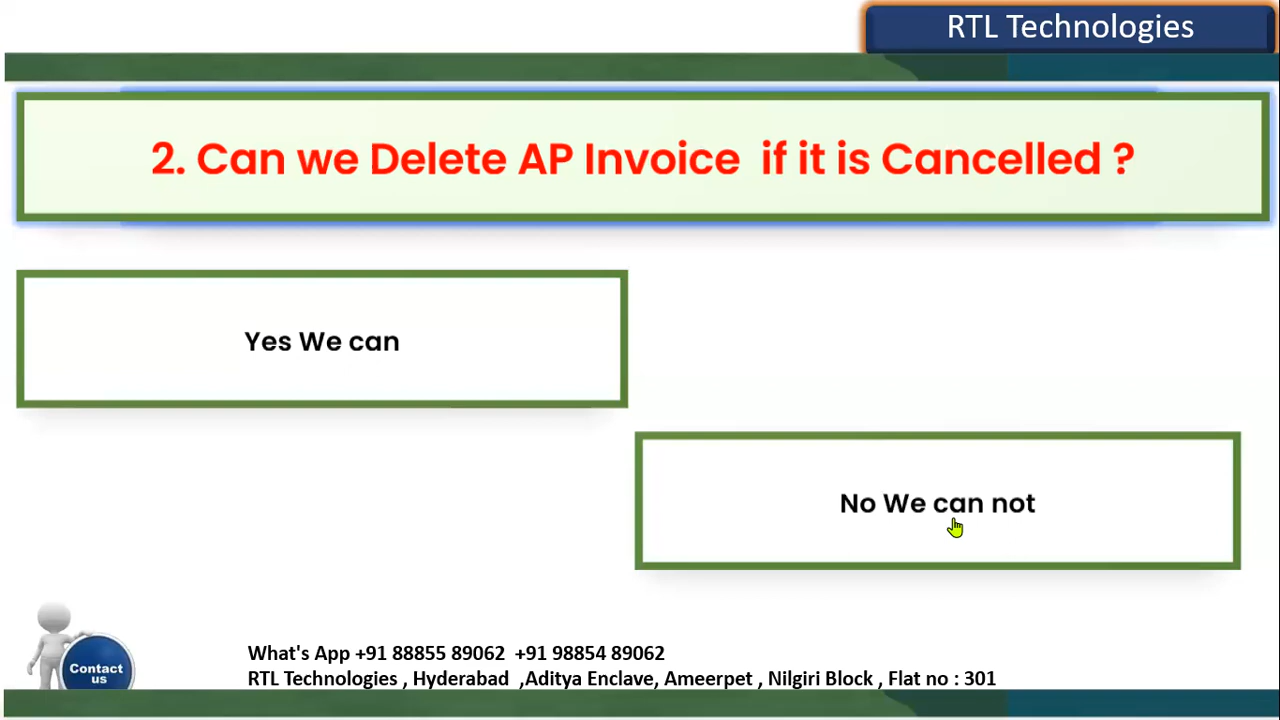 RTL Technologies
2. Can we Delete AP Invoice  if it is Cancelled ?
Yes We can
No We can not
Contact
us
What's App +91 88855 89062  +91 98854 89062
RTL Technologies , Hyderabad  ,Aditya Enclave, Ameerpet , Nilgiri Block , Flat no : 301